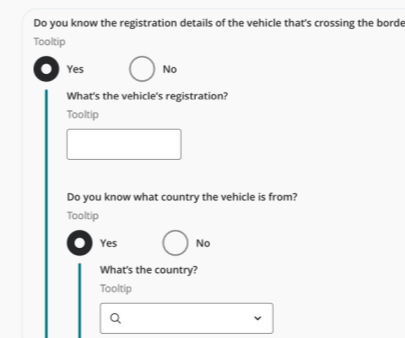 Do you know the registration details of the vehicle that's crossing the borde
Tooltip
Yes No
What's the vehicle's registration?
Tooltip
Do you know what country the vehicle is from?
Tooltip
Yes No
What's the country?
Tooltip